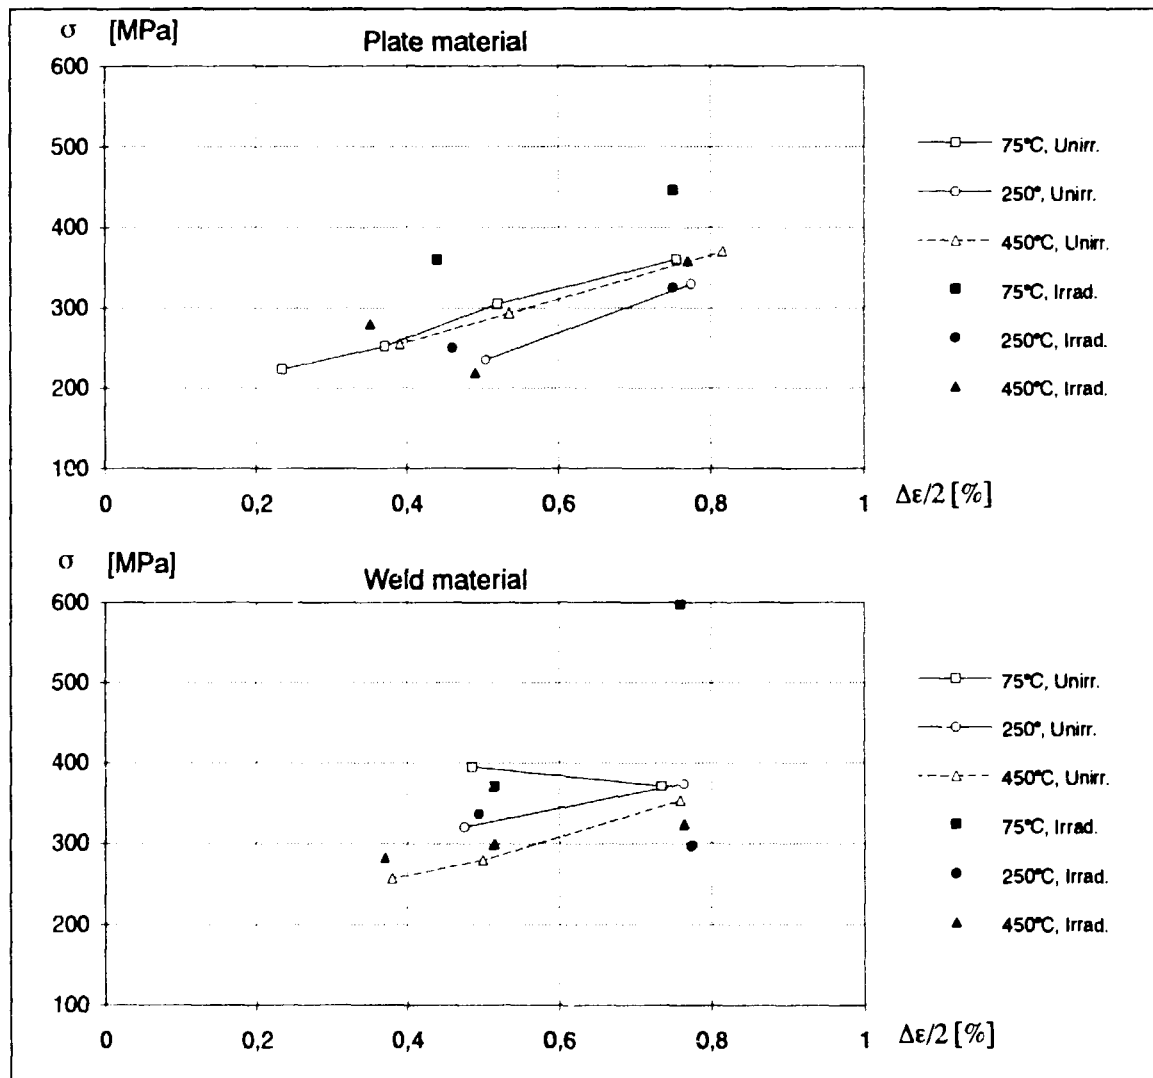 σ [MPa]
Plate material
600
500
400
300
200
100
0 0,2 0,4 0,6 0,8 1 Δε/2 [%]
75°C, Unirr.
250°, Unirr.
450°C, Unirr.
75°C, Irrad.
250°C, Irrad.
450°C, Irrad.
σ [MPa]
Weld material
600
500
400
300
200
100
0 0,2 0,4 0,6 0,8 1 Δε/2 [%]
75°C, Unirr.
250°, Unirr.
450°C, Unirr.
75°C, Irrad.
250°C, Irrad.
450°C, Irrad.